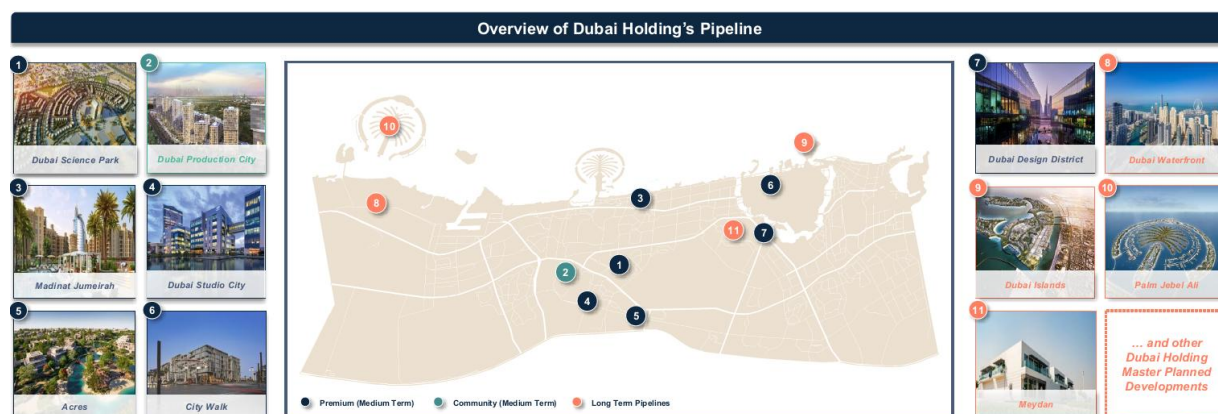 Overview of Dubai Holding's Pipeline
1
Dubai Science Park
2
Dubai Production City
3
Madinat Jumeirah
4
Dubai Studio City
5
Acres
6
City Walk
10
9
8
3
6
11
7
2
1
4
5
Premium (Medium Term)
Community (Medium Term)
Long Term Pipelines
7
Dubai Design District
8
Dubai Waterfront
9
Dubai Islands
10
Palm Jebel Ali
11
Meydan
... and other
Dubai Holding
Master Planned
Developments